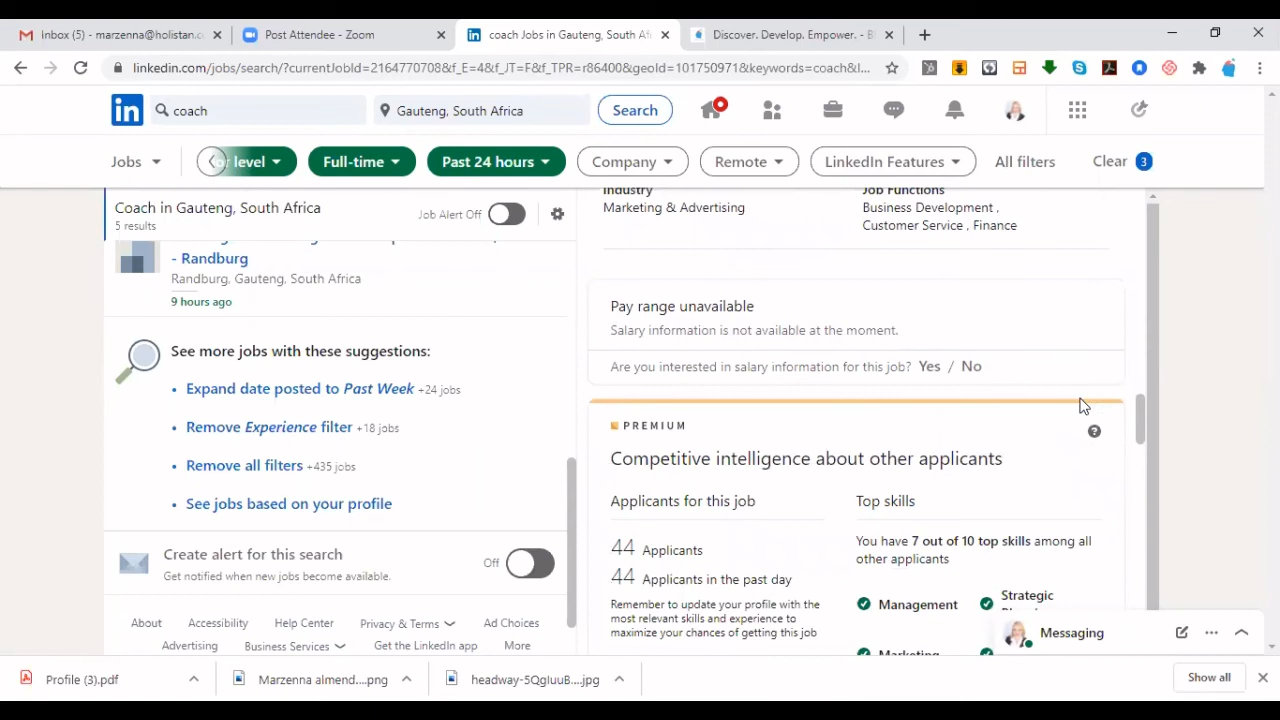 Inbox (5) - marzenna@holistan.c
Post Attendee - Zoom
coach Jobs in Gauteng, South Af
Discover. Develop. Empower. - B
linkedin.com/jobs/search/?currentJobId=2164770708&f_E=4&f_JT=F&f_TPR=r86400&geoId=101750971&keywords=coach&l...
in
coach
Gauteng, South Africa
Search
Jobs
or level
Full-time
Past 24 hours
Company
Remote
LinkedIn Features
All filters
Clear 3
Coach in Gauteng, South Africa
5 results
Job Alert Off
- Randburg
Randburg, Gauteng, South Africa
9 hours ago
See more jobs with these suggestions:
• Expand date posted to Past Week +24 jobs
• Remove Experience filter +18 jobs
• Remove all filters +435 jobs
• See jobs based on your profile
Create alert for this search
Get notified when new jobs become available.
Off
About Accessibility Help Center Privacy & Terms Ad Choices
Advertising Business Services Get the LinkedIn app More
Industry
Marketing & Advertising
Job Functions
Business Development ,
Customer Service , Finance
Pay range unavailable
Salary information is not available at the moment.
Are you interested in salary information for this job? Yes / No
PREMIUM
?
Competitive intelligence about other applicants
Applicants for this job
44 Applicants
44 Applicants in the past day
Remember to update your profile with the
most relevant skills and experience to
maximize your chances of getting this job
Top skills
You have 7 out of 10 top skills among all
other applicants
Management
Strategic
Marketing
Messaging
Profile (3).pdf
Marzenna almend....png
headway-5QgIuuB....jpg
Show all